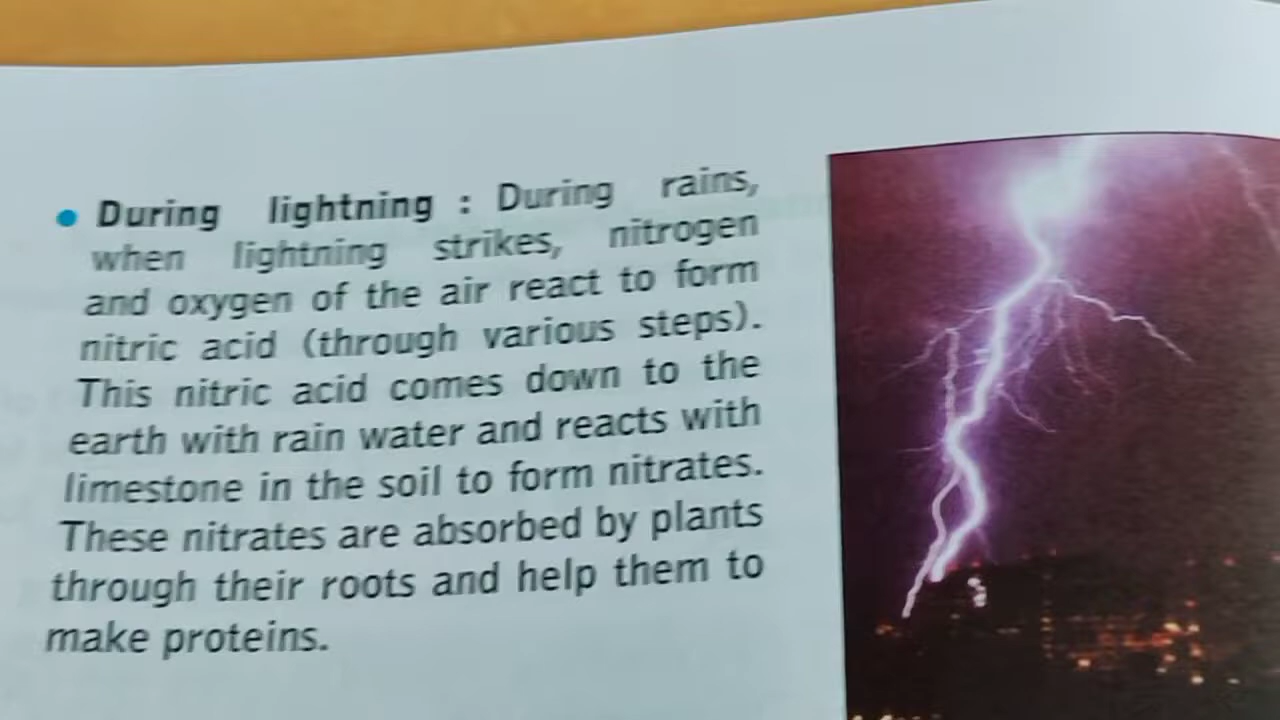 ● During lightning : During rains,
when lightning strikes, nitrogen
and oxygen of the air react to form
nitric acid (through various steps).
This nitric acid comes down to the
earth with rain water and reacts with
limestone in the soil to form nitrates.
These nitrates are absorbed by plants
through their roots and help them to
make proteins.